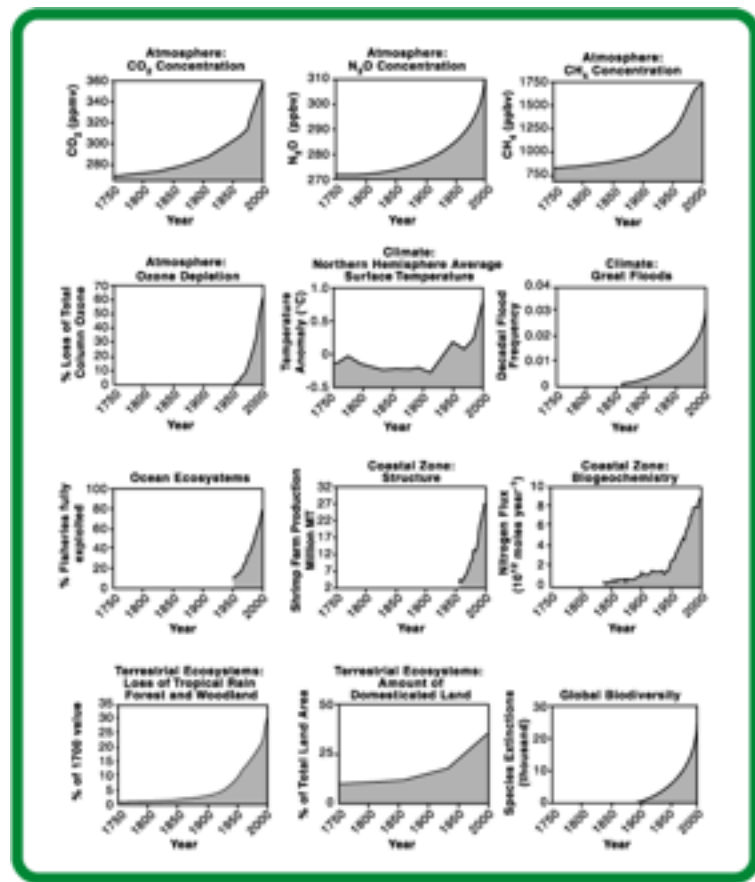 Atmosphere:
CO₂ Concentration
360
340
320
300
280
CO₂ (ppmv)
1750
1800
1850
1900
1950
2000
Year
Atmosphere:
N₂O Concentration
310
300
290
280
270
N₂O (ppbv)
1750
1800
1850
1900
1950
2000
Year
Atmosphere:
CH₄ Concentration
1750
1500
1250
1000
750
CH₄ (ppbv)
1750
1800
1850
1900
1950
2000
Year
Atmosphere:
Ozone Depletion
70
60
50
40
30
20
10
0
% Loss of Total
Column Ozone
1750
1800
1850
1900
1950
2000
Climate:
Northern Hemisphere Average
Surface Temperature
1.0
0.5
0
-0.5
Temperature
Anomaly (°C)
1750
1800
1850
1900
1950
2000
Year
Climate:
Great Floods
0.04
0.03
0.02
0.01
0
Decadal Flood
Frequency
1750
1800
1850
1900
1950
2000
Year
Ocean Ecosystems
100
80
60
40
20
0
% Fisheries fully
exploited
1750
1800
1850
1900
1950
2000
Year
Coastal Zone:
Structure
32
27
22
17
12
7
2
Shrimp Farm Production
Million MT
1750
1800
1850
1900
1950
2000
Year
Coastal Zone:
Biogeochemistry
10
8
6
4
2
0
Nitrogen Flux
(10¹² moles year⁻¹)
1750
1800
1850
1900
1950
2000
Year
Terrestrial Ecosystems:
Loss of Tropical Rain
Forest and Woodland
35
30
25
20
15
10
5
0
% of 1700 value
1750
1800
1850
1900
1950
2000
Year
Terrestrial Ecosystems:
Amount of
Domesticated Land
50
25
0
% of Total Land Area
1750
1800
1850
1900
1950
2000
Year
Global Biodiversity
30
20
10
0
Species Extinctions
(thousand)
1750
1800
1850
1900
1950
2000
Year